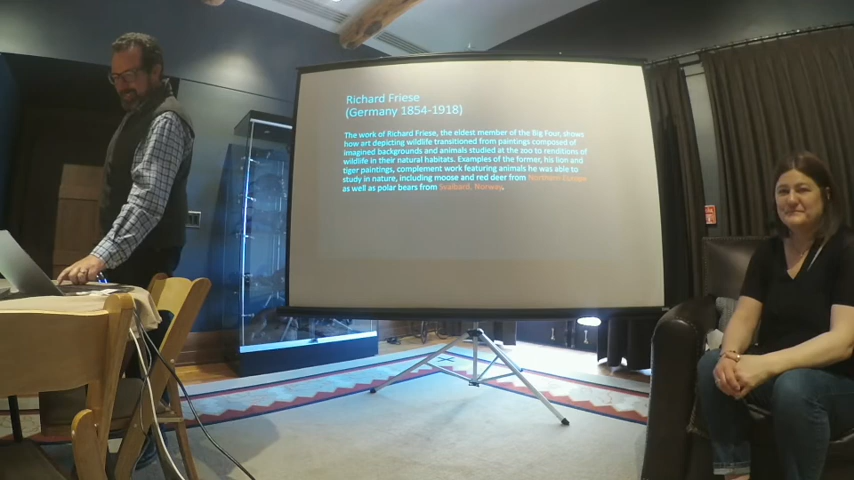 Richard Friese
(Germany 1854-1918)
The work of Richard Friese, the eldest member of the Big Four, shows
how art depicting wildlife transitioned from paintings composed of
imagined backgrounds and animals studied at the zoo to renditions of
wildlife in their natural habitats. Examples of the former, his lion and
tiger paintings, complement work featuring animals he was able to
study in nature, including moose and red deer from Northern Europe
as well as polar bears from Svalbard, Norway.